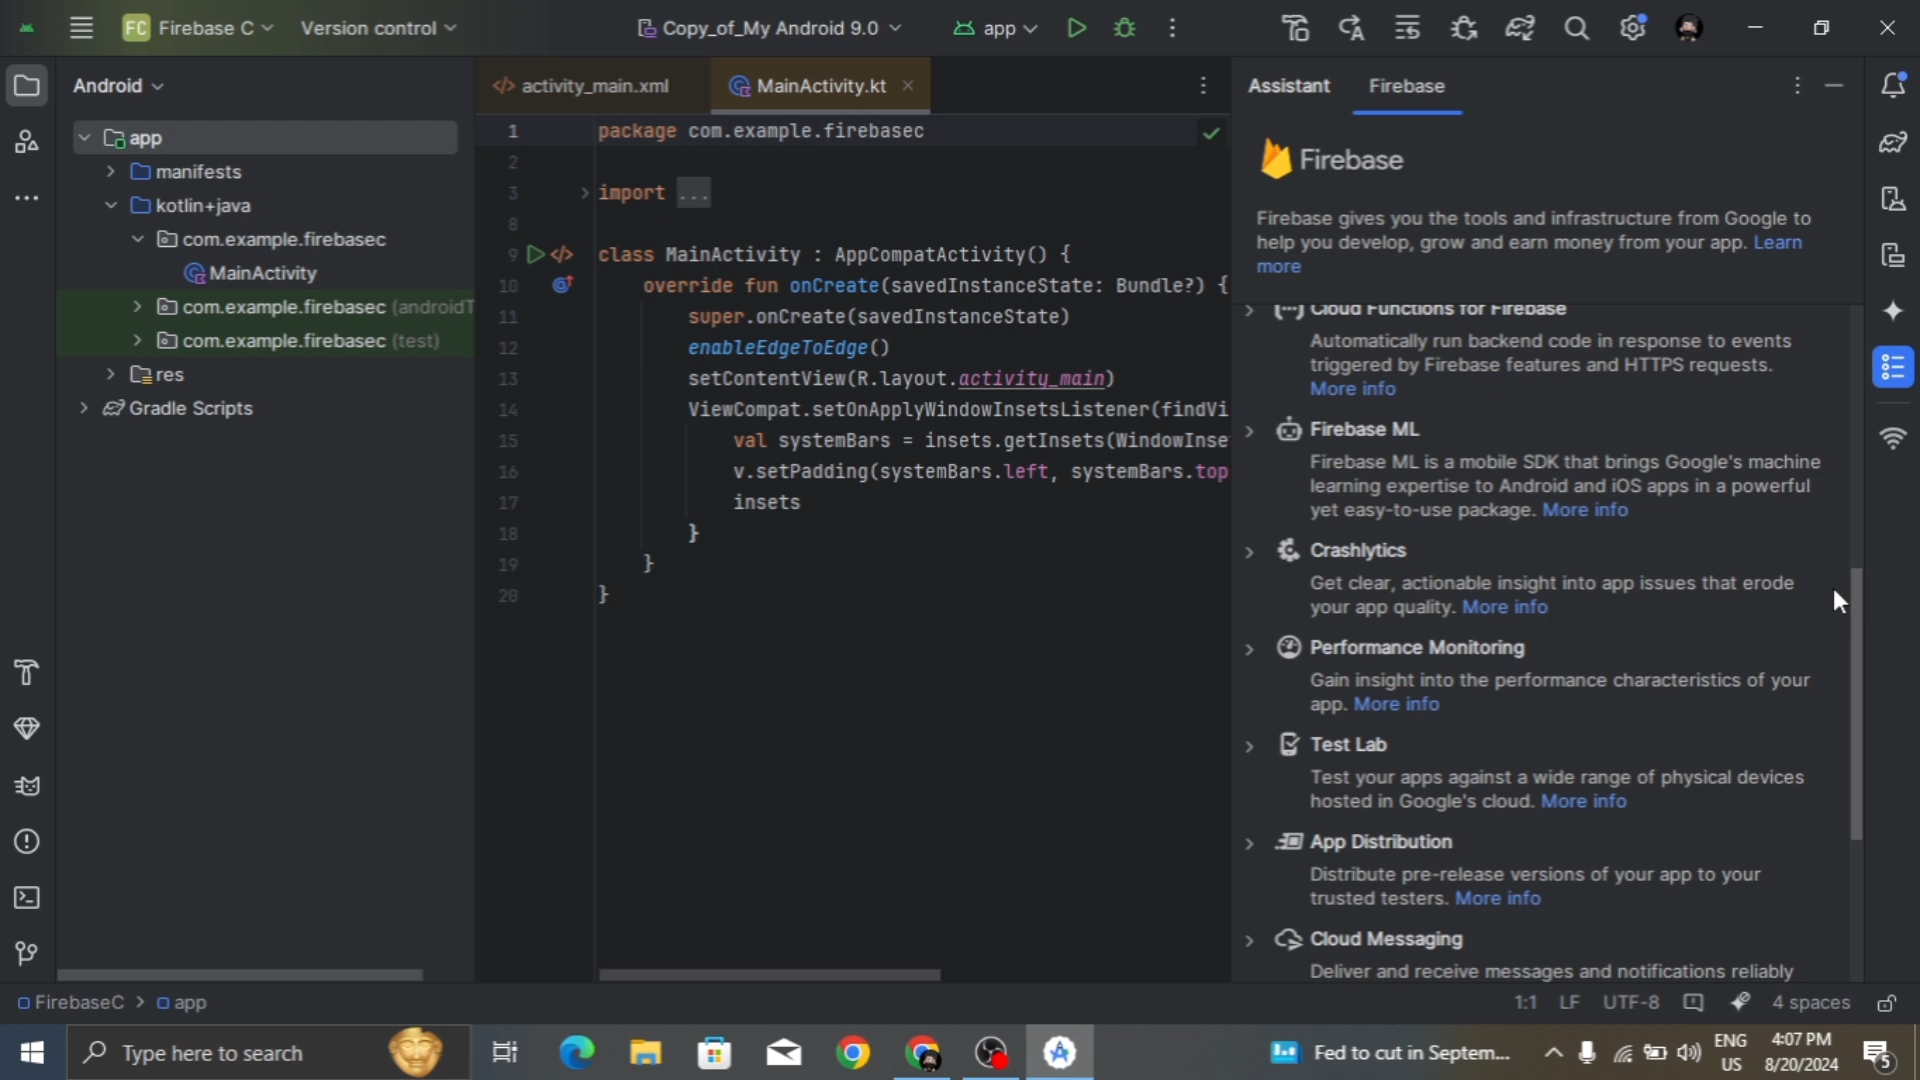 FC Firebase C Version control Copy_of_My Android 9.0 app
Android
app
manifests
kotlin+java
com.example.firebasec
MainActivity
com.example.firebasec (androidT
com.example.firebasec (test)
res
Gradle Scripts
</> activity_main.xml MainActivity.kt
1 package com.example.firebasec
2
3 import ...
8
9 </> class MainActivity : AppCompatActivity() {
10 override fun onCreate(savedInstanceState: Bundle?) {
11 super.onCreate(savedInstanceState)
12 enableEdgeToEdge()
13 setContentView(R.layout.activity_main)
14 ViewCompat.setOnApplyWindowInsetsListener(findVi
15 val systemBars = insets.getInsets(WindowInse
16 v.setPadding(systemBars.left, systemBars.top
17 insets
18 }
19 }
20 }
Assistant Firebase
Firebase
Firebase gives you the tools and infrastructure from Google to
help you develop, grow and earn money from your app. Learn
more
Cloud Functions for Firebase
Automatically run backend code in response to events
triggered by Firebase features and HTTPS requests.
More info
Firebase ML
Firebase ML is a mobile SDK that brings Google's machine
learning expertise to Android and iOS apps in a powerful
yet easy-to-use package. More info
Crashlytics
Get clear, actionable insight into app issues that erode
your app quality. More info
Performance Monitoring
Gain insight into the performance characteristics of your
app. More info
Test Lab
Test your apps against a wide range of physical devices
hosted in Google's cloud. More info
App Distribution
Distribute pre-release versions of your app to your
trusted testers. More info
Cloud Messaging
Deliver and receive messages and notifications reliably
FirebaseC > app 1:1 LF UTF-8 4 spaces
Type here to search Fed to cut in Septem... ENG 4:07 PM
US 8/20/2024 5